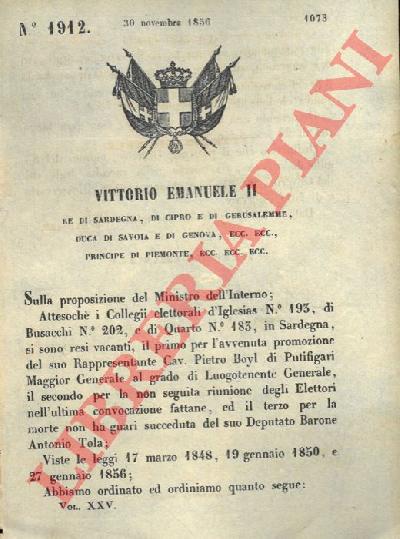 N.º 1912.
30 novembre 1856
1073
VITTORIO EMANUELE II
RE DI SARDEGNA, DI CIPRO E DI GERUSALEMME,
DUCA DI SAVOIA E DI GENOVA, ECC. ECC.,
PRINCIPE DI PIEMONTE, ECC. ECC. ECC.
Sulla proposizione del Ministro dell'Interno;
Attesochè i Collegii elettorali d'Iglesias N.º 193, di
Busacchi N.º 202, e di Quarto N.º 183, in Sardegna,
si sono resi vacanti, il primo per l'avvenuta promozione
del suo Rappresentante Cav. Pietro Boyl di Putifigari
Maggior Generale al grado di Luogotenente Generale,
il secondo per la non seguita riunione degli Elettori
nell'ultima convocazione fattane, ed il terzo per la
morte non ha guari succeduta del suo Deputato Barone
Antonio Tola;
Viste le leggi 17 marzo 1848, 19 gennaio 1850, e
27 gennaio 1856;
Abbiamo ordinato ed ordiniamo quanto segue:
VOL. XXV.
LIBRERIA PIANI